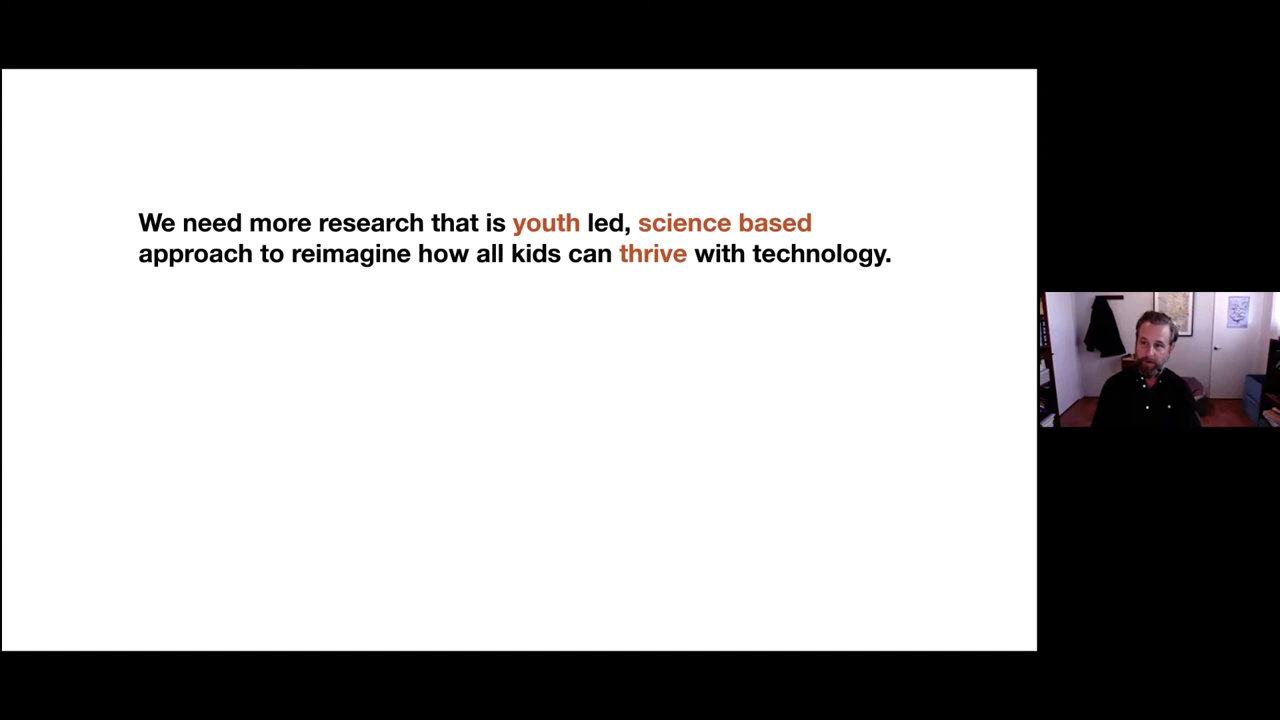 We need more research that is youth led, science based
approach to reimagine how all kids can thrive with technology.